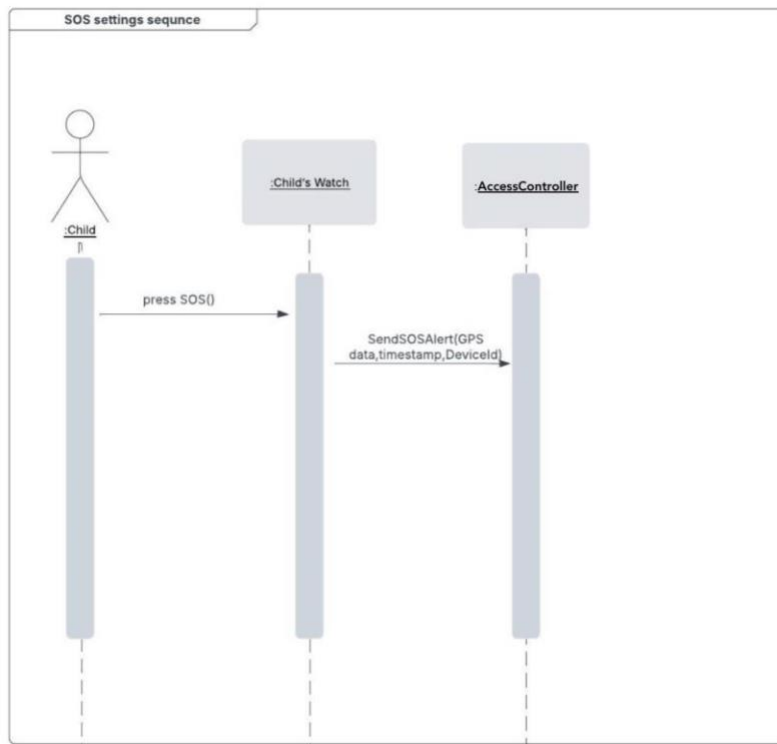 SOS settings sequnce
:Child
:Child's Watch
:AccessController
press SOS()
SendSOSAlert(GPS
data,timestamp,DeviceId)